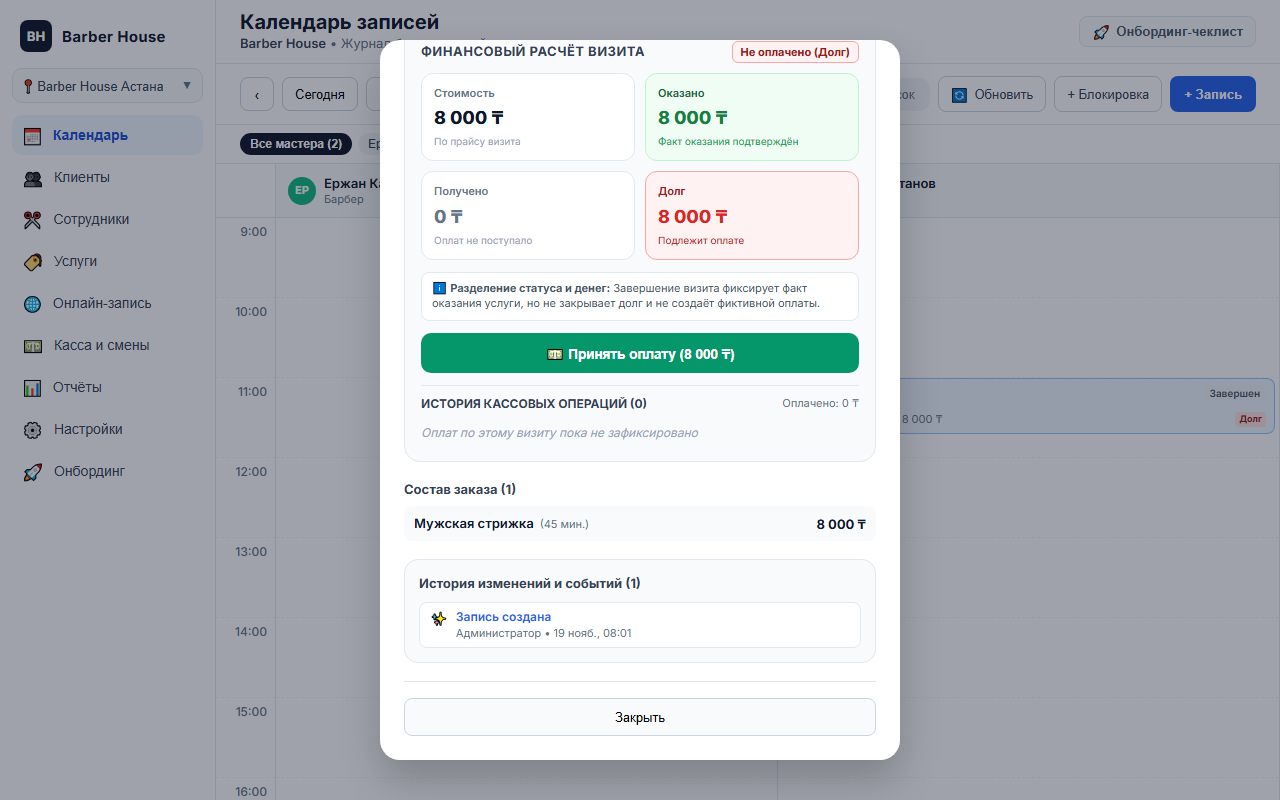 BH
Barber House
Barber House Астана
Календарь
Клиенты
Сотрудники
Услуги
Онлайн-запись
Касса и смены
Отчёты
Настройки
Онбординг
Календарь записей
Barber House • Журнал
Онбординг-чеклист
‹
Сегодня
Обновить
+ Блокировка
+ Запись
Все мастера (2)
Ер
EP
Ержан Ка
Барбер
танов
9:00
10:00
11:00
12:00
13:00
14:00
15:00
16:00
Завершен
8 000 ₸
Долг
ФИНАНСОВЫЙ РАСЧЁТ ВИЗИТА
Не оплачено (Долг)
Стоимость
8 000 ₸
По прайсу визита
Оказано
8 000 ₸
Факт оказания подтверждён
Получено
0 ₸
Оплат не поступало
Долг
8 000 ₸
Подлежит оплате
Разделение статуса и денег: Завершение визита фиксирует факт
оказания услуги, но не закрывает долг и не создаёт фиктивной оплаты.
Принять оплату (8 000 ₸)
ИСТОРИЯ КАССОВЫХ ОПЕРАЦИЙ (0)
Оплачено: 0 ₸
Оплат по этому визиту пока не зафиксировано
Состав заказа (1)
Мужская стрижка (45 мин.)
8 000 ₸
История изменений и событий (1)
Запись создана
Администратор • 19 нояб., 08:01
Закрыть